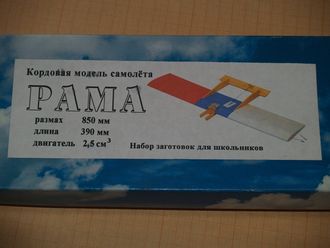 Кордовая модель самолёта
РАМА
размах 850 мм
длина 390 мм
двигатель 2,5 см³
Набор заготовок для школьников